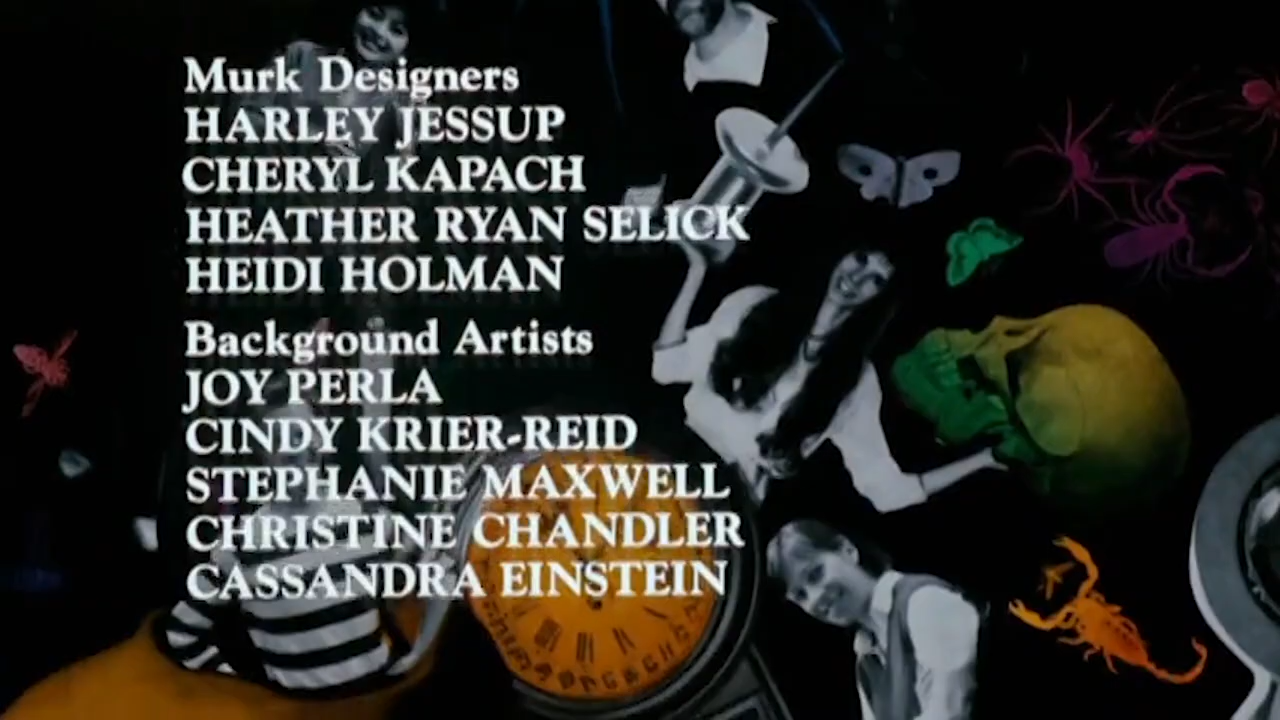 Murk Designers
HARLEY JESSUP
CHERYL KAPACH
HEATHER RYAN SELICK
HEIDI HOLMAN
Background Artists
JOY PERLA
CINDY KRIER-REID
STEPHANIE MAXWELL
CHRISTINE CHANDLER
CASSANDRA EINSTEIN